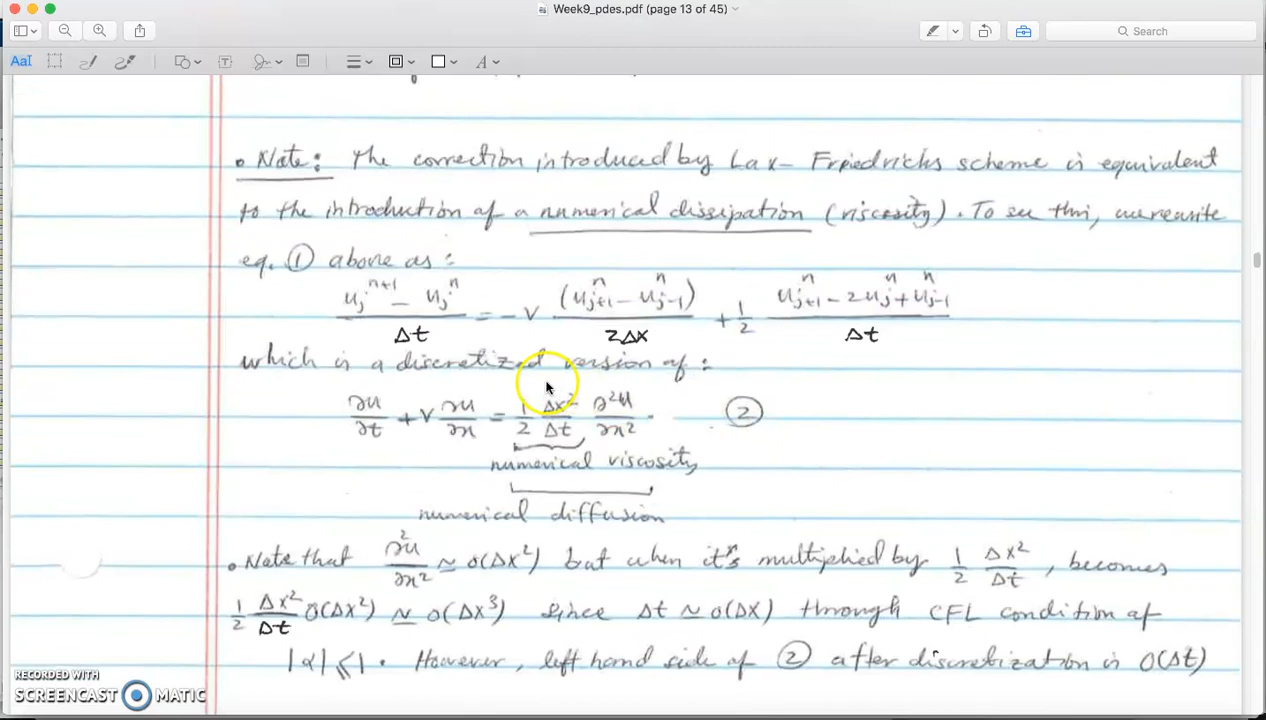 Week9_pdes.pdf (page 13 of 45)
Search
AaI
T
A
• Note: The correction introduced by Lax-Friedrichs scheme is equivalent
to the introduction of a numerical dissipation (viscosity). To see this, we rewrite
eq. ① above as:
(u_j^{n+1} - u_j^n)/Δt = -v (u_{j+1}^n - u_{j-1}^n)/(2Δx) + 1/2 (u_{j+1}^n - 2u_j^n + u_{j-1}^n)/Δt
which is a discretized version of:
∂u/∂t + v ∂u/∂x = 1/2 Δx²/Δt ∂²u/∂x². ②
numerical viscosity
numerical diffusion
• Note that ∂²u/∂x² ≃ O(Δx²) but when it's multiplied by 1/2 Δx²/Δt, becomes
1/2 Δx²/Δt O(Δx²) ≃ O(Δx³) since Δt ≃ O(Δx) through CFL condition of
|α| ≤ 1. However, left hand side of ② after discretization is O(Δt)
RECORDED WITH
SCREENCAST MATIC